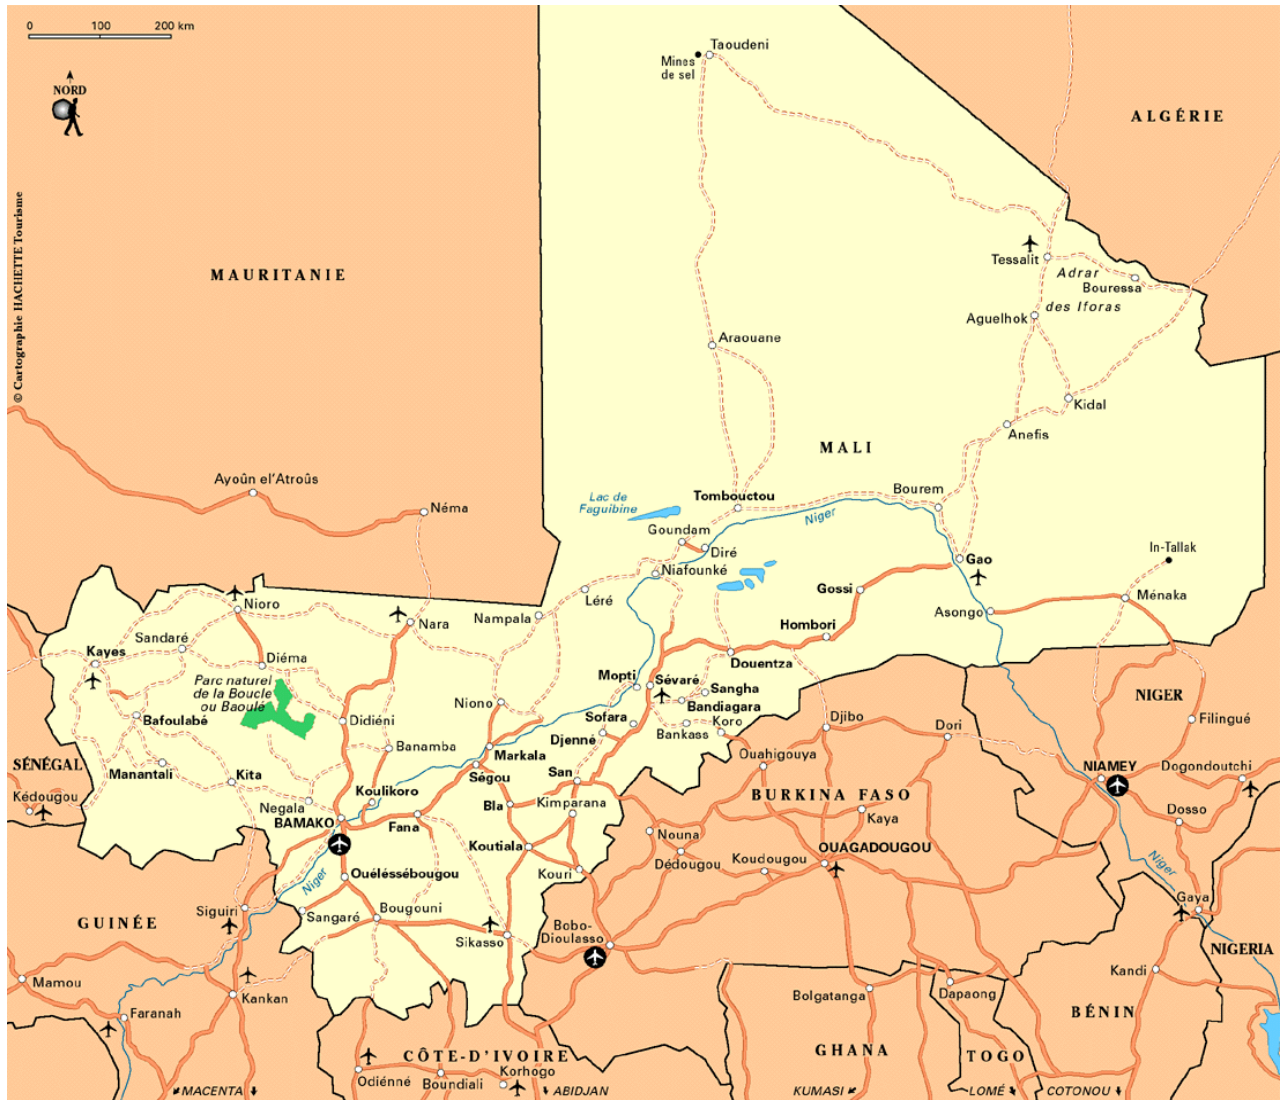 0 100 200 km
NORD
© Cartographie HACHETTE Tourisme
Taoudeni
Mines
de sel
ALGÉRIE
MAURITANIE
Tessalit
Adrar
Bouressa
des Iforas
Aguelhok
Araouane
Kidal
Anefis
MALI
Ayoûn el'Atroûs
Néma
Lac de
Faguibine
Tombouctou
Bourem
Niger
Goundam
Diré
Niafounké
Gao
In-Tallak
Gossi
Ménaka
Asongo
Léré
Nampala
Nioro
Nara
Hombori
Sandaré
Kayes
Diéma
Douentza
Parc naturel
de la Boucle
ou Baoulé
Mopti
Sévaré
Sangha
Bandiagara
NIGER
Niono
Sofara
Koro
Bafoulabé
Didiéni
Djenné
Bankass
Djibo
Dori
Filingué
Banamba
Markala
Ouahigouya
SÉNÉGAL
Manantali
Kita
Ségou
San
NIAMEY
Dogondoutchi
Kédougou
Koulikoro
Negala
Bla
Kimparana
BURKINA FASO
BAMAKO
Fana
Kaya
Dosso
Nouna
Koutiala
Dédougou
Koudougou
OUAGADOUGOU
Niger
Ouéléssébougou
Kouri
Niger
Gaya
Siguiri
Sangaré
Bougouni
GUINÉE
Sikasso
Bobo-
Dioulasso
NIGERIA
Kandi
Mamou
Kankan
Bolgatanga
Dapaong
Faranah
BÉNIN
CÔTE-D'IVOIRE
GHANA
TOGO
Odiénné
Boundiali
Korhogo
MACENTA
ABIDJAN
KUMASI
LOMÉ
COTONOU